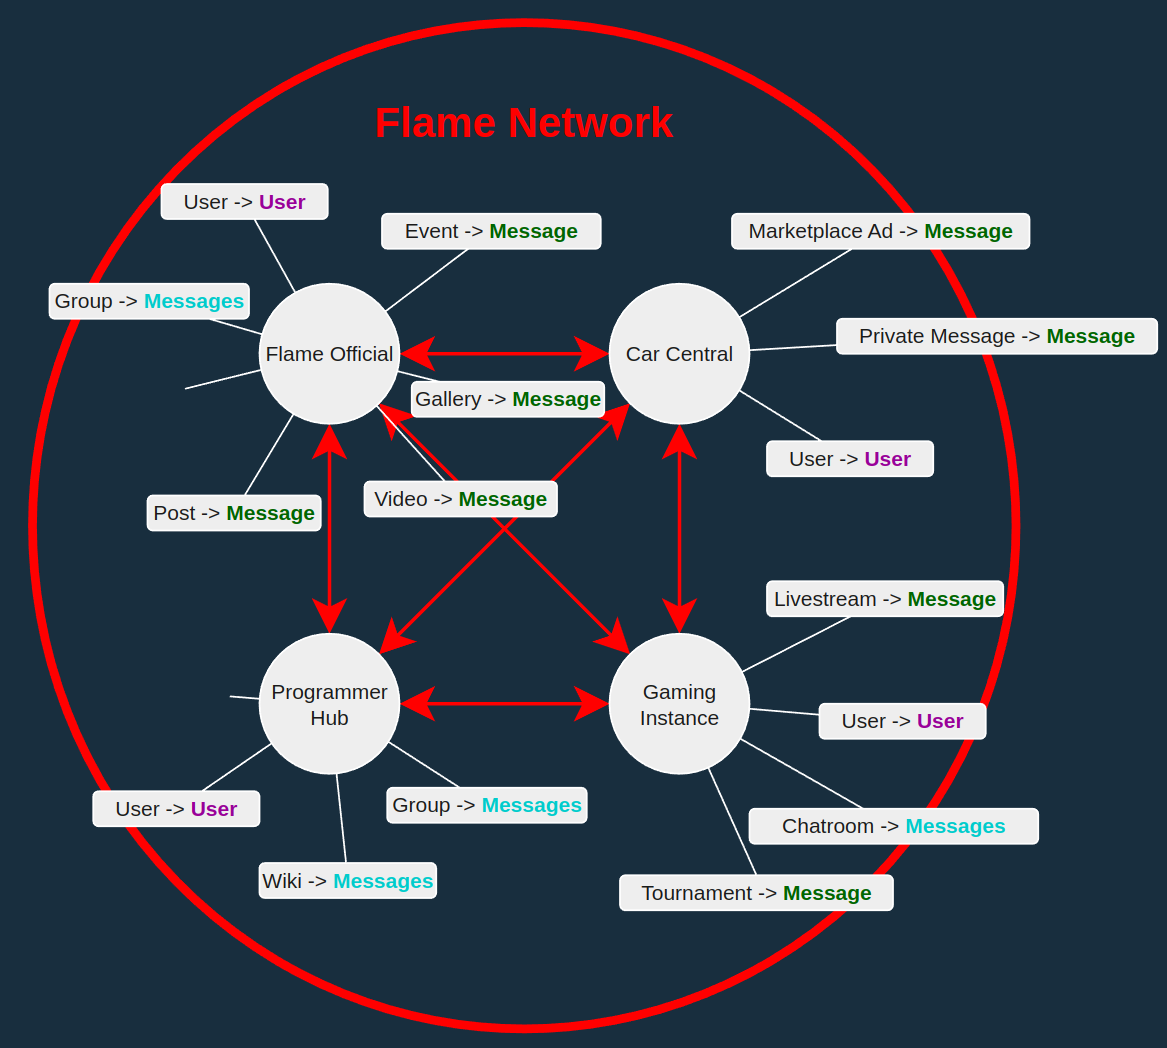 Flame Network
User -> User
Event -> Message
Marketplace Ad -> Message
Group -> Messages
Private Message -> Message
Flame Official
Car Central
Gallery -> Message
User -> User
Video -> Message
Post -> Message
Livestream -> Message
Programmer
Hub
Gaming
Instance
User -> User
User -> User
Group -> Messages
Chatroom -> Messages
Wiki -> Messages
Tournament -> Message